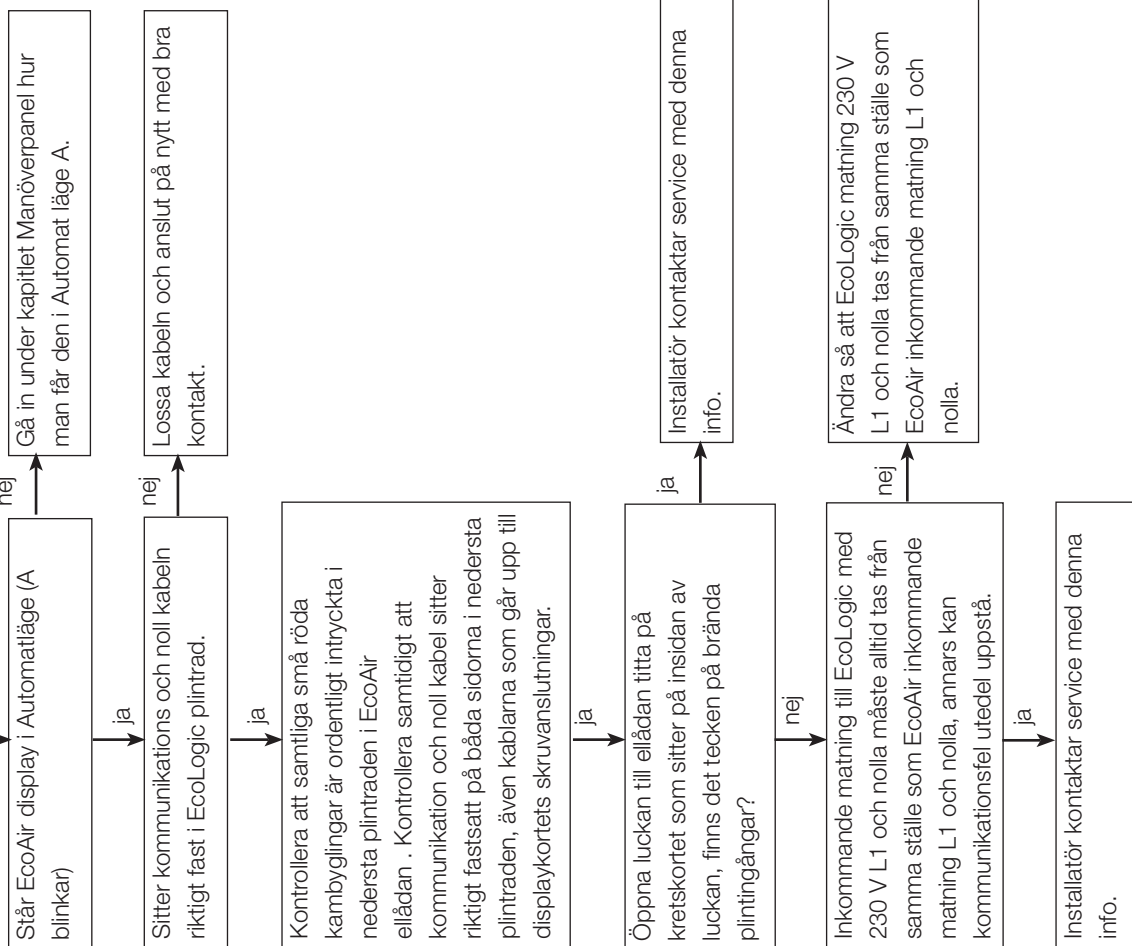 Står EcoAir display i Automatläge (A
blinkar)
nej
Gå in under kapitlet Manöverpanel hur
man får den i Automat läge A.
ja
Sitter kommunikations och noll kabeln
riktigt fast i EcoLogic plintrad.
nej
Lossa kabeln och anslut på nytt med bra
kontakt.
ja
Kontrollera att samtliga små röda
kambyglingar är ordentligt intryckta i
nedersta plintraden i EcoAir
ellådan . Kontrollera samtidigt att
kommunikation och noll kabel sitter
riktigt fastsatt på båda sidorna i nedersta
plintraden, även kablarna som går upp till
displaykortets skruvanslutningar.
ja
Öppna luckan till ellådan titta på
kretskortet som sitter på insidan av
luckan, finns det tecken på brända
plintingångar?
ja
Installatör kontaktar service med denna
info.
nej
Inkommande matning till EcoLogic med
230 V L1 och nolla måste alltid tas från
samma ställe som EcoAir inkommande
matning L1 och nolla, annars kan
kommunikationsfel utedel uppstå.
nej
Ändra så att EcoLogic matning 230 V
L1 och nolla tas från samma ställe som
EcoAir inkommande matning L1 och
nolla.
ja
Installatör kontaktar service med denna
info.